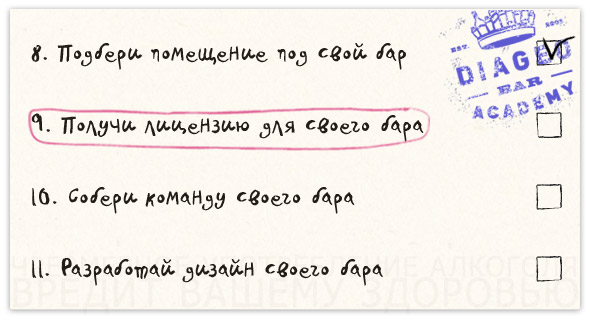 8. Подбери помещение под свой бар
EST.
DIAGEO
BAR
ACADEMY
9. Получи лицензию для своего бара
10. Собери команду своего бара
11. Разработай дизайн своего бара
ЧРЕЗМЕРНОЕ УПОТРЕБЛЕНИЕ АЛКОГОЛЯ
ВРЕДИТ ВАШЕМУ ЗДОРОВЬЮ